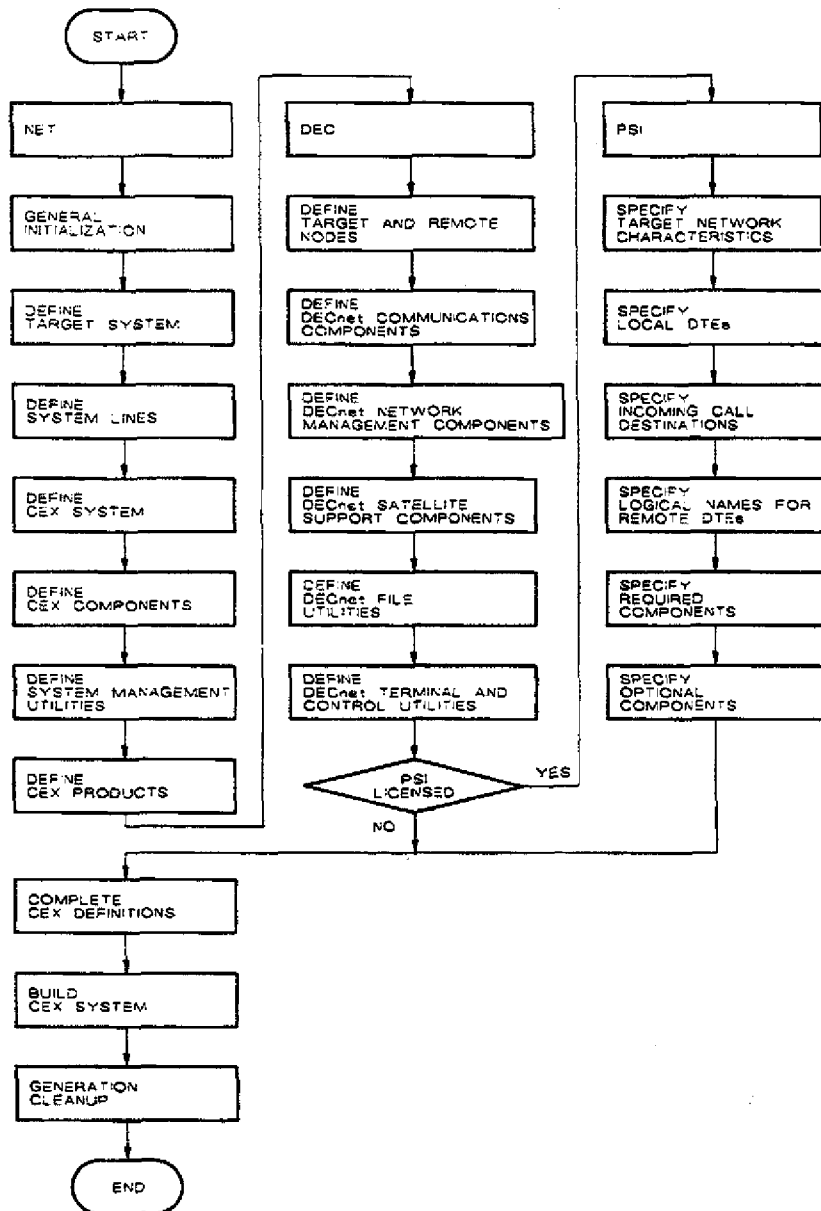 START
NET
GENERAL
INITIALIZATION
DEFINE
TARGET SYSTEM
DEFINE
SYSTEM LINES
DEFINE
CEX SYSTEM
DEFINE
CEX COMPONENTS
DEFINE
SYSTEM MANAGEMENT
UTILITIES
DEFINE
CEX PRODUCTS
DEC
DEFINE
TARGET AND REMOTE
NODES
DEFINE
DECnet COMMUNICATIONS
COMPONENTS
DEFINE
DECnet NETWORK
MANAGEMENT COMPONENTS
DEFINE
DECnet SATELLITE
SUPPORT COMPONENTS
DEFINE
DECnet FILE
UTILITIES
DEFINE
DECnet TERMINAL AND
CONTROL UTILITIES
PSI
LICENSED
YES
NO
PSI
SPECIFY
TARGET NETWORK
CHARACTERISTICS
SPECIFY
LOCAL DTEs
SPECIFY
INCOMING CALL
DESTINATIONS
SPECIFY
LOGICAL NAMES FOR
REMOTE DTEs
SPECIFY
REQUIRED
COMPONENTS
SPECIFY
OPTIONAL
COMPONENTS
COMPLETE
CEX DEFINITIONS
BUILD
CEX SYSTEM
GENERATION
CLEANUP
END